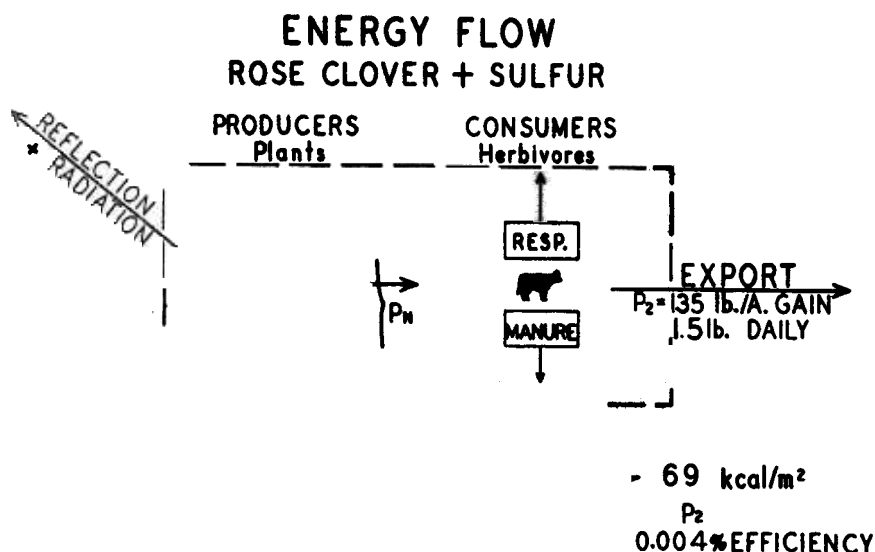 ENERGY FLOW
ROSE CLOVER + SULFUR
PRODUCERS
Plants
CONSUMERS
Herbivores
REFLECTION
RADIATION
RESP.
P_N
MANURE
EXPORT
P₂=135 lb./A. GAIN
1.5lb. DAILY
69 kcal/m²
P₂
0.004% EFFICIENCY